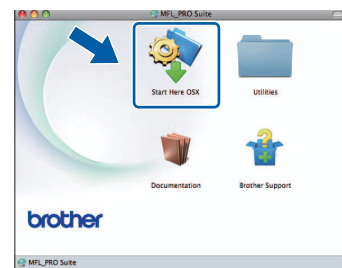 MFL_PRO Suite
Start Here OSX
Utilities
Documentation
Brother Support
brother
MFL_PRO Suite